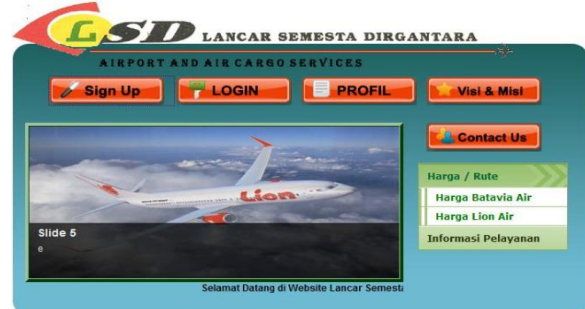 LSD LANCAR SEMESTA DIRGANTARA
AIRPORT AND AIR CARGO SERVICES
Sign Up
LOGIN
PROFIL
Visi & Misi
Contact Us
Lion
Slide 5
e
Harga / Rute
Harga Batavia Air
Harga Lion Air
Informasi Pelayanan
Selamat Datang di Website Lancar Semesta